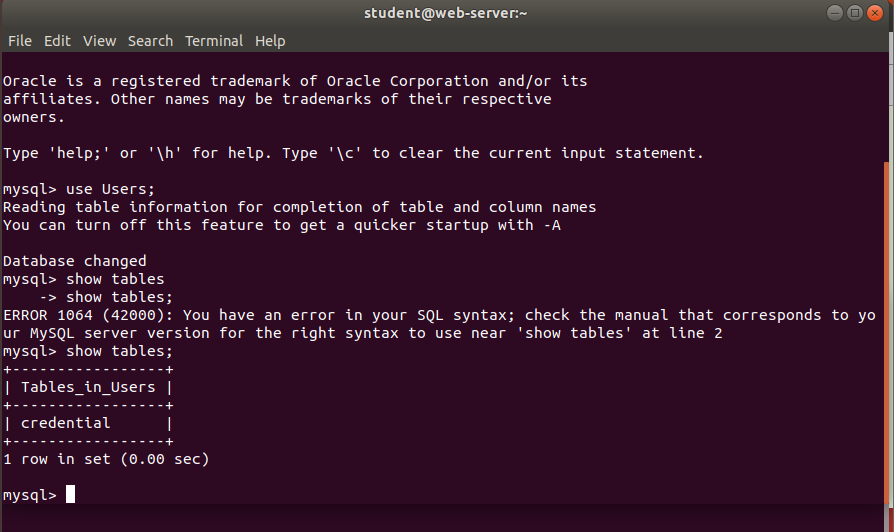 student@web-server:~
File Edit View Search Terminal Help
Oracle is a registered trademark of Oracle Corporation and/or its
affiliates. Other names may be trademarks of their respective
owners.
Type 'help;' or '\h' for help. Type '\c' to clear the current input statement.
mysql> use Users;
Reading table information for completion of table and column names
You can turn off this feature to get a quicker startup with -A
Database changed
mysql> show tables
    -> show tables;
ERROR 1064 (42000): You have an error in your SQL syntax; check the manual that corresponds to yo
ur MySQL server version for the right syntax to use near 'show tables' at line 2
mysql> show tables;
+-----------------+
| Tables_in_Users |
+-----------------+
| credential      |
+-----------------+
1 row in set (0.00 sec)
mysql>